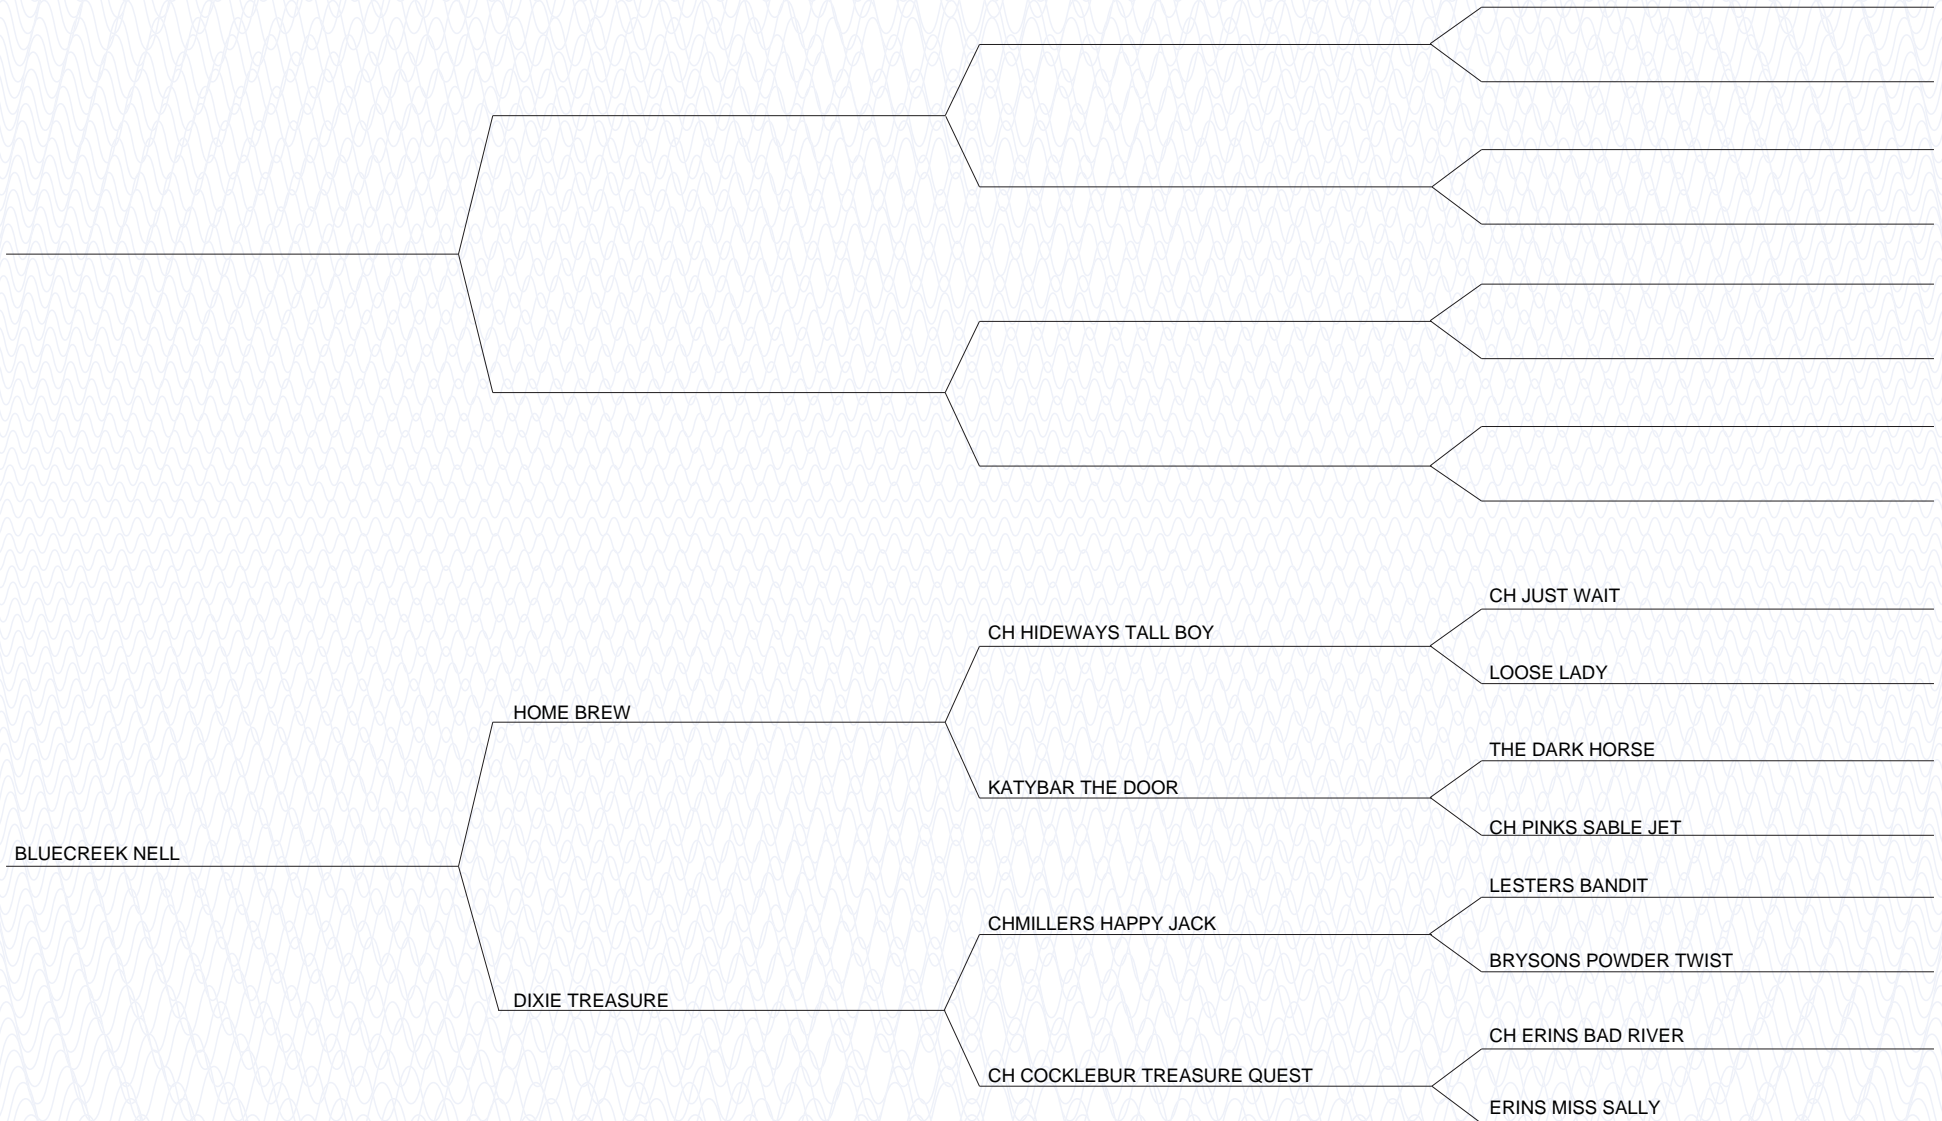 CH JUST WAIT
CH HIDEWAYS TALL BOY
LOOSE LADY
HOME BREW
THE DARK HORSE
KATYBAR THE DOOR
CH PINKS SABLE JET
BLUECREEK NELL
LESTERS BANDIT
CHMILLERS HAPPY JACK
BRYSONS POWDER TWIST
DIXIE TREASURE
CH ERINS BAD RIVER
CH COCKLEBUR TREASURE QUEST
ERINS MISS SALLY